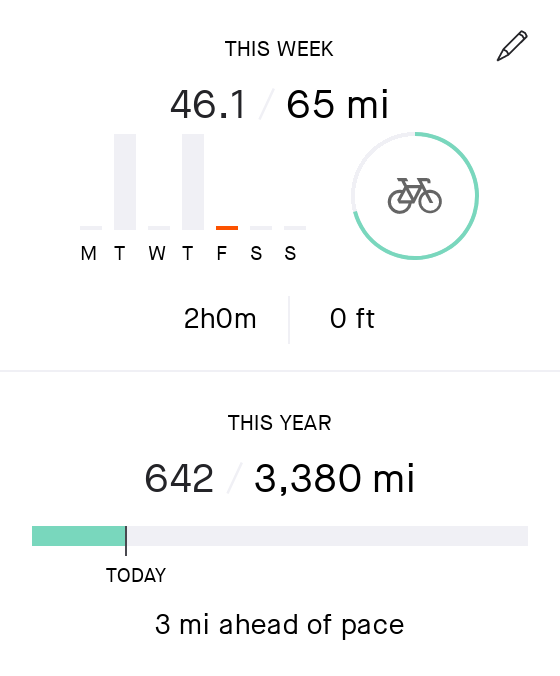 THIS WEEK
46.1 / 65 mi
M T W T F S S
2h0m 0 ft
THIS YEAR
642 / 3,380 mi
TODAY
3 mi ahead of pace